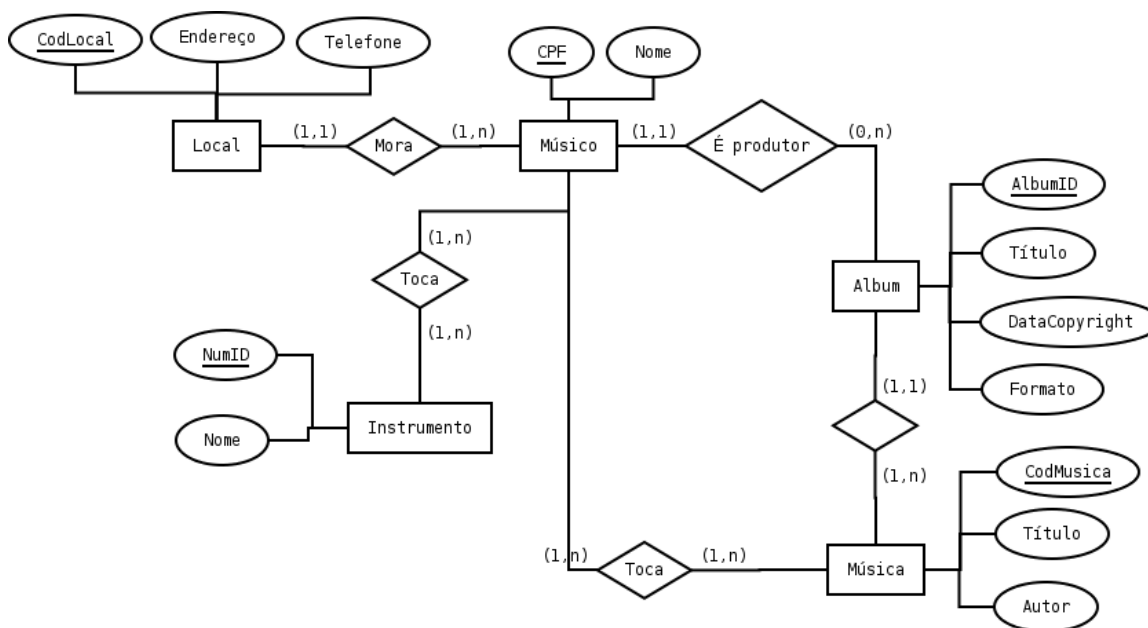 CodLocal
Endereço
Telefone
CPF
Nome
Local
(1,1)
Mora
(1,n)
Músico
(1,1)
É produtor
(0,n)
AlbumID
Título
DataCopyright
Formato
Album
(1,n)
Toca
(1,n)
NumID
Nome
Instrumento
(1,1)
(1,n)
CodMusica
Título
Autor
Música
(1,n)
Toca
(1,n)